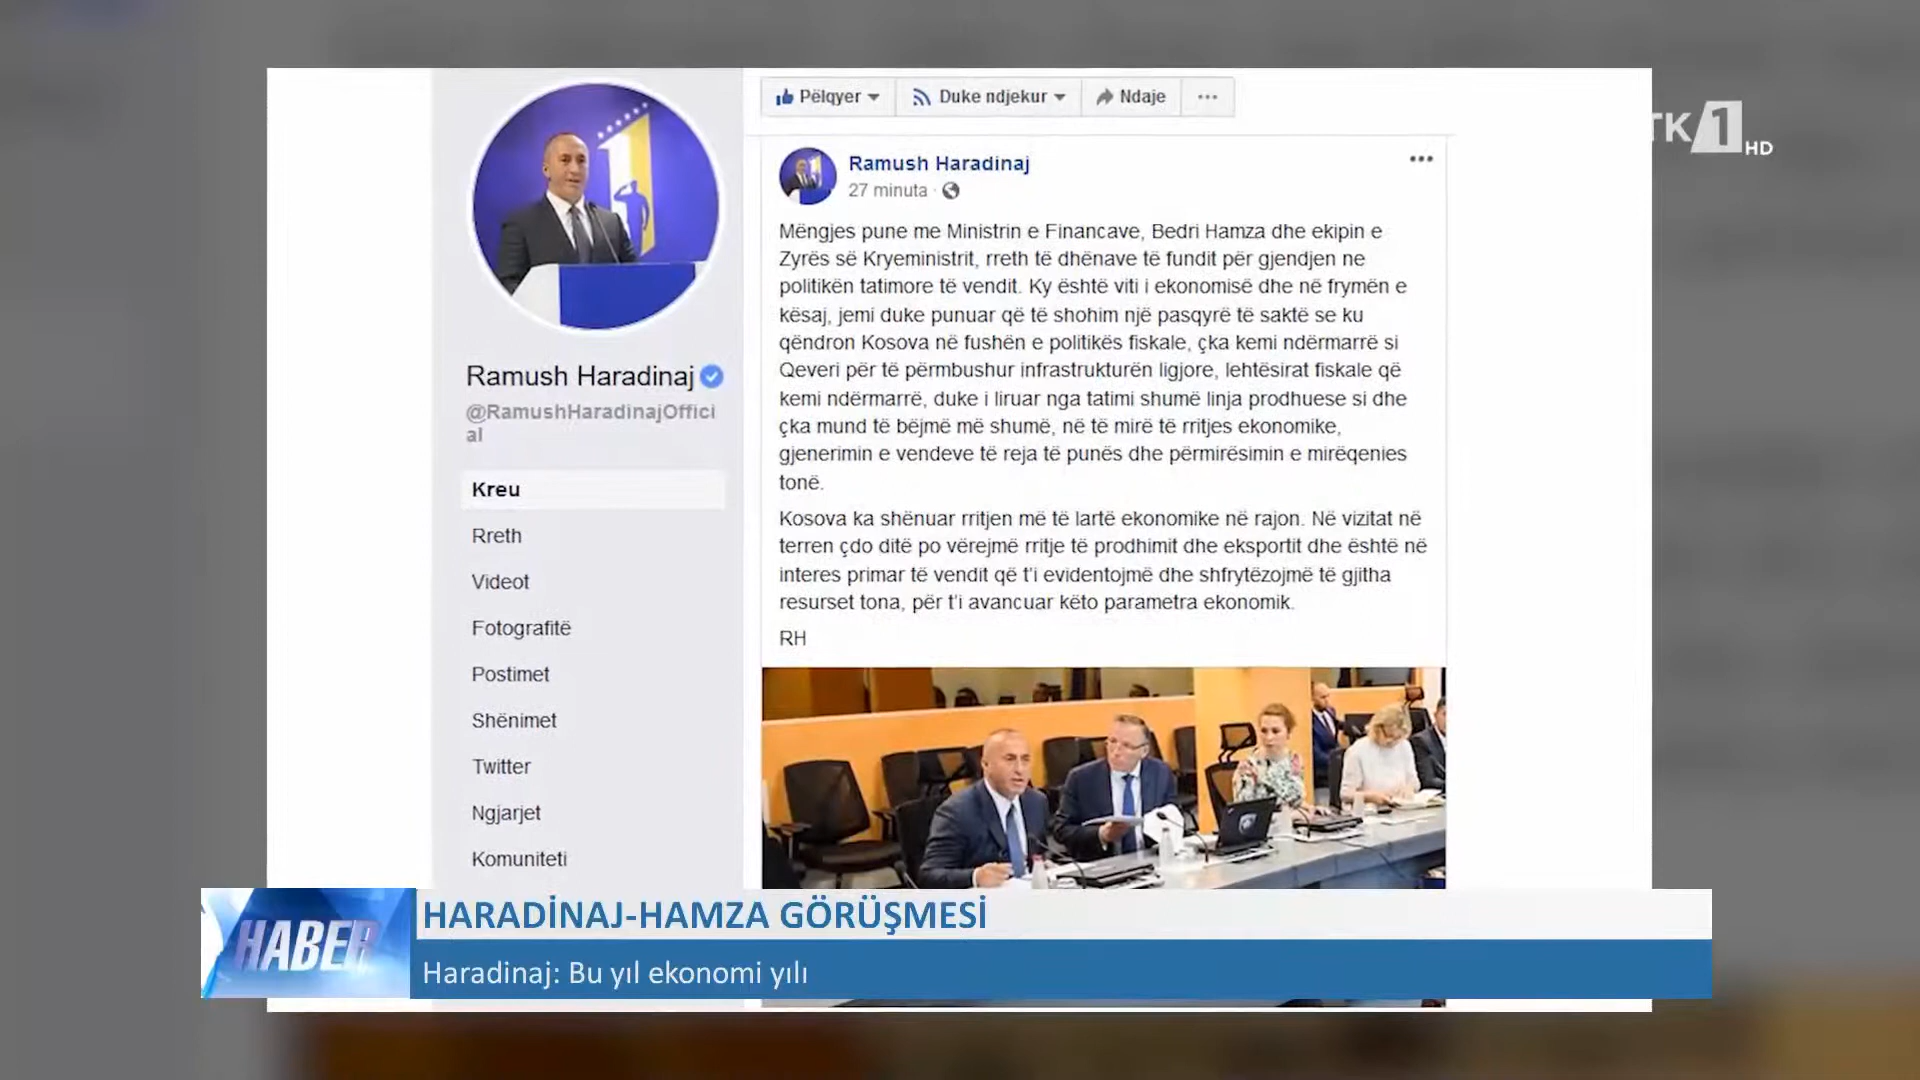 Pëlqyer
Duke ndjekur
Ndaje
TK1 HD
Ramush Haradinaj
27 minuta
Mëngjes pune me Ministrin e Financave, Bedri Hamza dhe ekipin e
Zyrës së Kryeministrit, rreth të dhënave të fundit për gjendjen ne
politikën tatimore të vendit. Ky është viti i ekonomisë dhe në frymën e
kësaj, jemi duke punuar që të shohim një pasqyrë të saktë se ku
qëndron Kosova në fushën e politikës fiskale, çka kemi ndërmarrë si
Qeveri për të përmbushur infrastrukturën ligjore, lehtësirat fiskale që
kemi ndërmarrë, duke i liruar nga tatimi shumë linja prodhuese si dhe
çka mund të bëjmë më shumë, në të mirë të rritjes ekonomike,
gjenerimin e vendeve të reja të punës dhe përmirësimin e mirëqenies
tonë.
Kosova ka shënuar rritjen më të lartë ekonomike në rajon. Në vizitat në
terren çdo ditë po vërejmë rritje të prodhimit dhe eksportit dhe është në
interes primar të vendit që t'i evidentojmë dhe shfrytëzojmë të gjitha
resurset tona, për t'i avancuar këto parametra ekonomik.
RH
Ramush Haradinaj
@RamushHaradinajOffici
al
Kreu
Rreth
Videot
Fotografitë
Postimet
Shënimet
Twitter
Ngjarjet
Komuniteti
HABER
HARADİNAJ-HAMZA GÖRÜŞMESİ
Haradinaj: Bu yıl ekonomi yılı